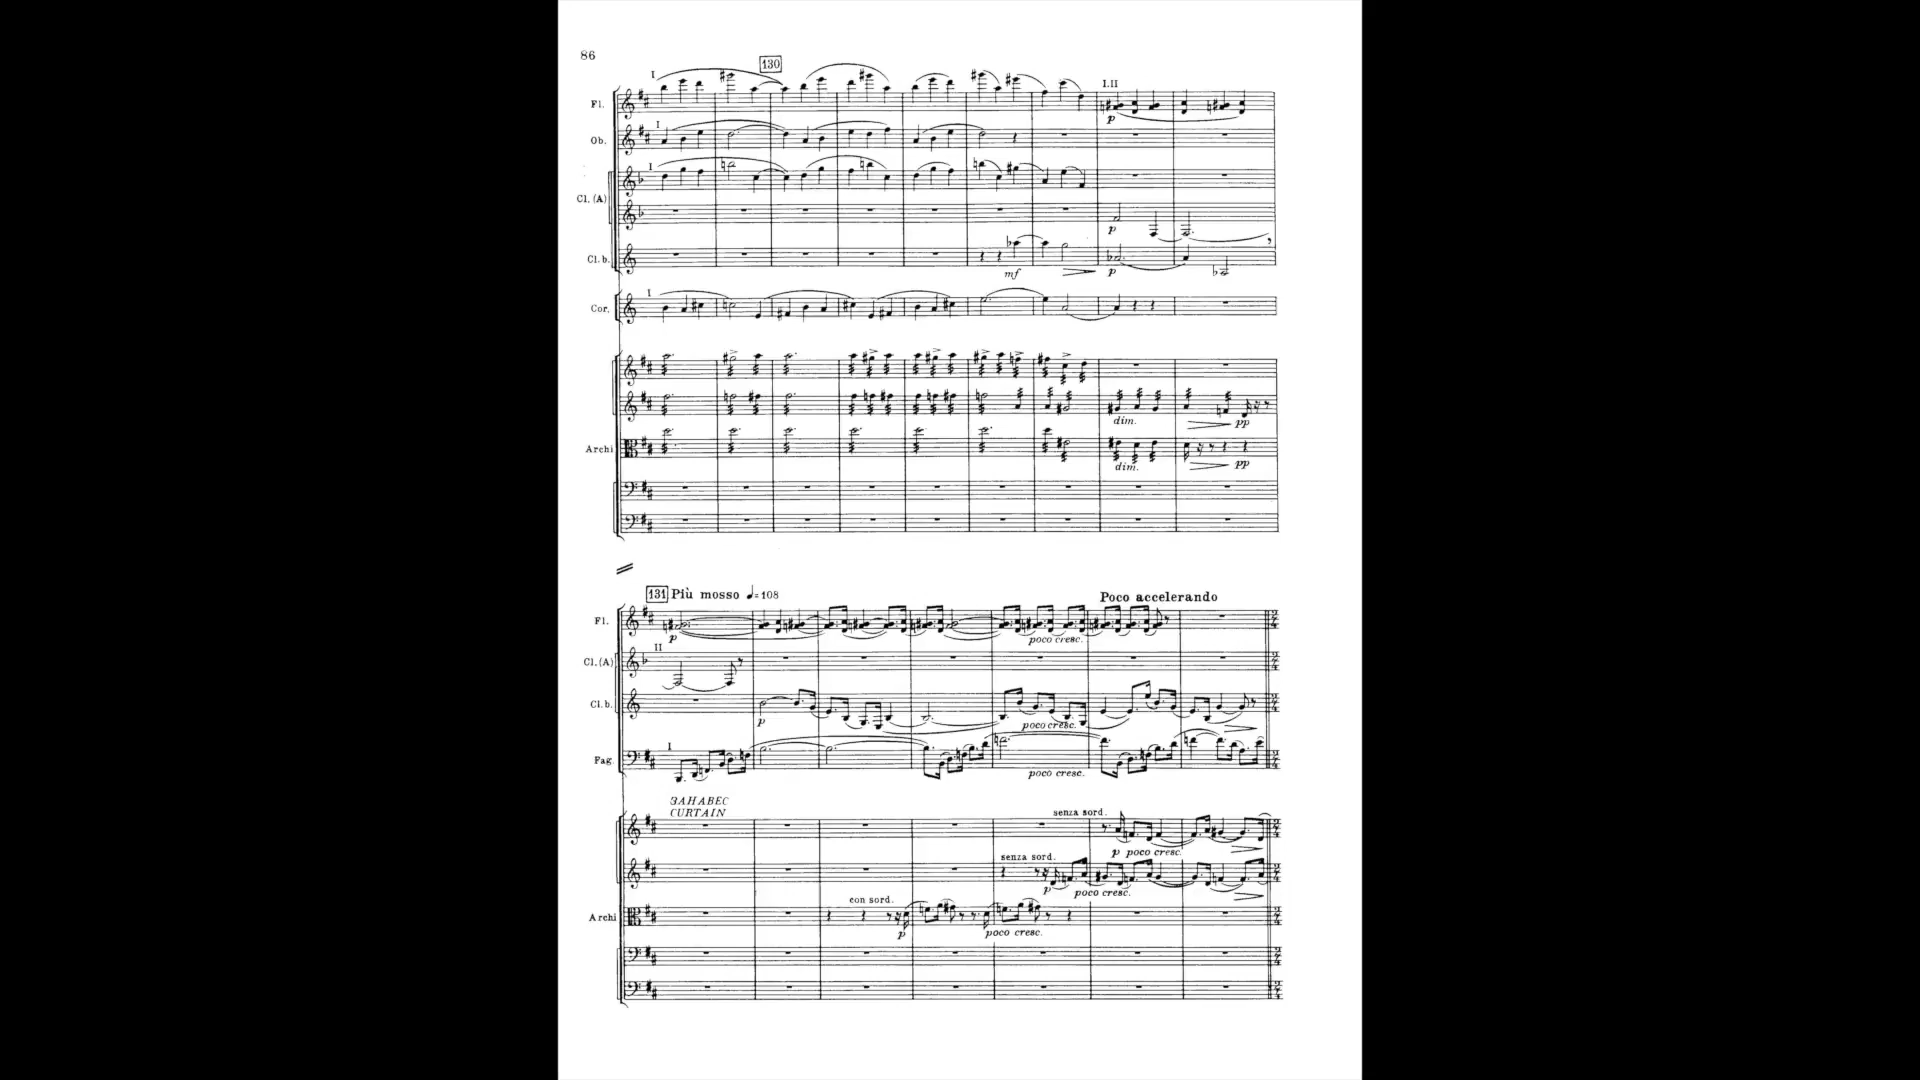 86
130
I
I.II
Fl.
p
I
Ob.
I
Cl. (A)
p
Cl. b.
mf
p
I
Cor.
dim.
pp
Archi
dim.
pp
131 Più mosso ♩=108
Poco accelerando
Fl.
p
poco cresc.
II
Cl. (A)
Cl. b.
p
poco cresc.
I
Fag.
poco cresc.
ЗАНАВЕС
CURTAIN
senza sord.
p poco cresc.
senza sord.
p
poco cresc.
con sord.
Archi
p
poco cresc.